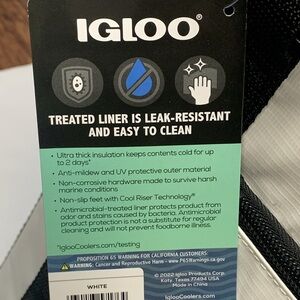 IGLOO®
TREATED LINER IS LEAK-RESISTANT
AND EASY TO CLEAN
• Ultra thick insulation keeps contents cold for up
to 2 days*
• Anti-mildew and UV protective outer material
• Non-corrosive hardware made to survive harsh
marine conditions
• Non-slip feet with Cool Riser Technology®
• Antimicrobial-treated liner protects product from
odor and stains caused by bacteria. Antimicrobial
product protection is not a substitute for regular
cleaning and will not prevent foodborne illness.
*IglooCoolers.com/testing
PROPOSITION 65 WARNING FOR CALIFORNIA CUSTOMERS:
WARNING: Cancer and Reproductive Harm - www.P65Warnings.ca.gov
WHITE
© 2022 Igloo Products Corp.
Katy, Texas 77494 USA
IglooCoolers.com